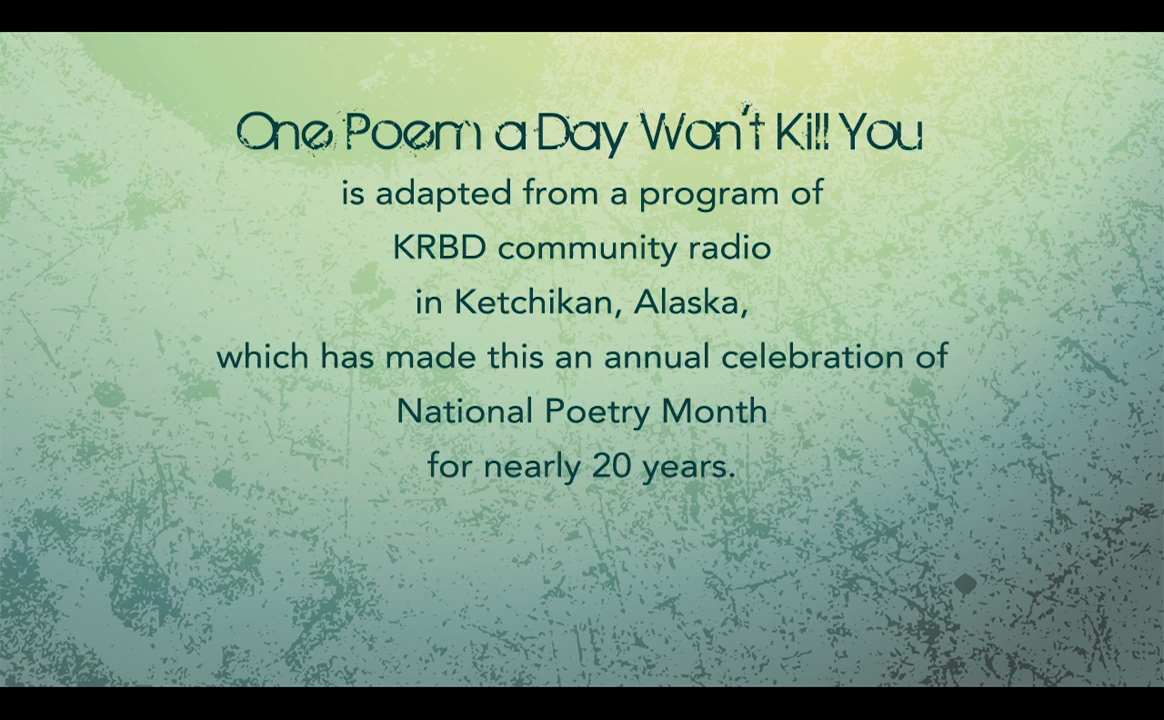 One Poem a Day Won't Kill You
is adapted from a program of
KRBD community radio
in Ketchikan, Alaska,
which has made this an annual celebration of
National Poetry Month
for nearly 20 years.